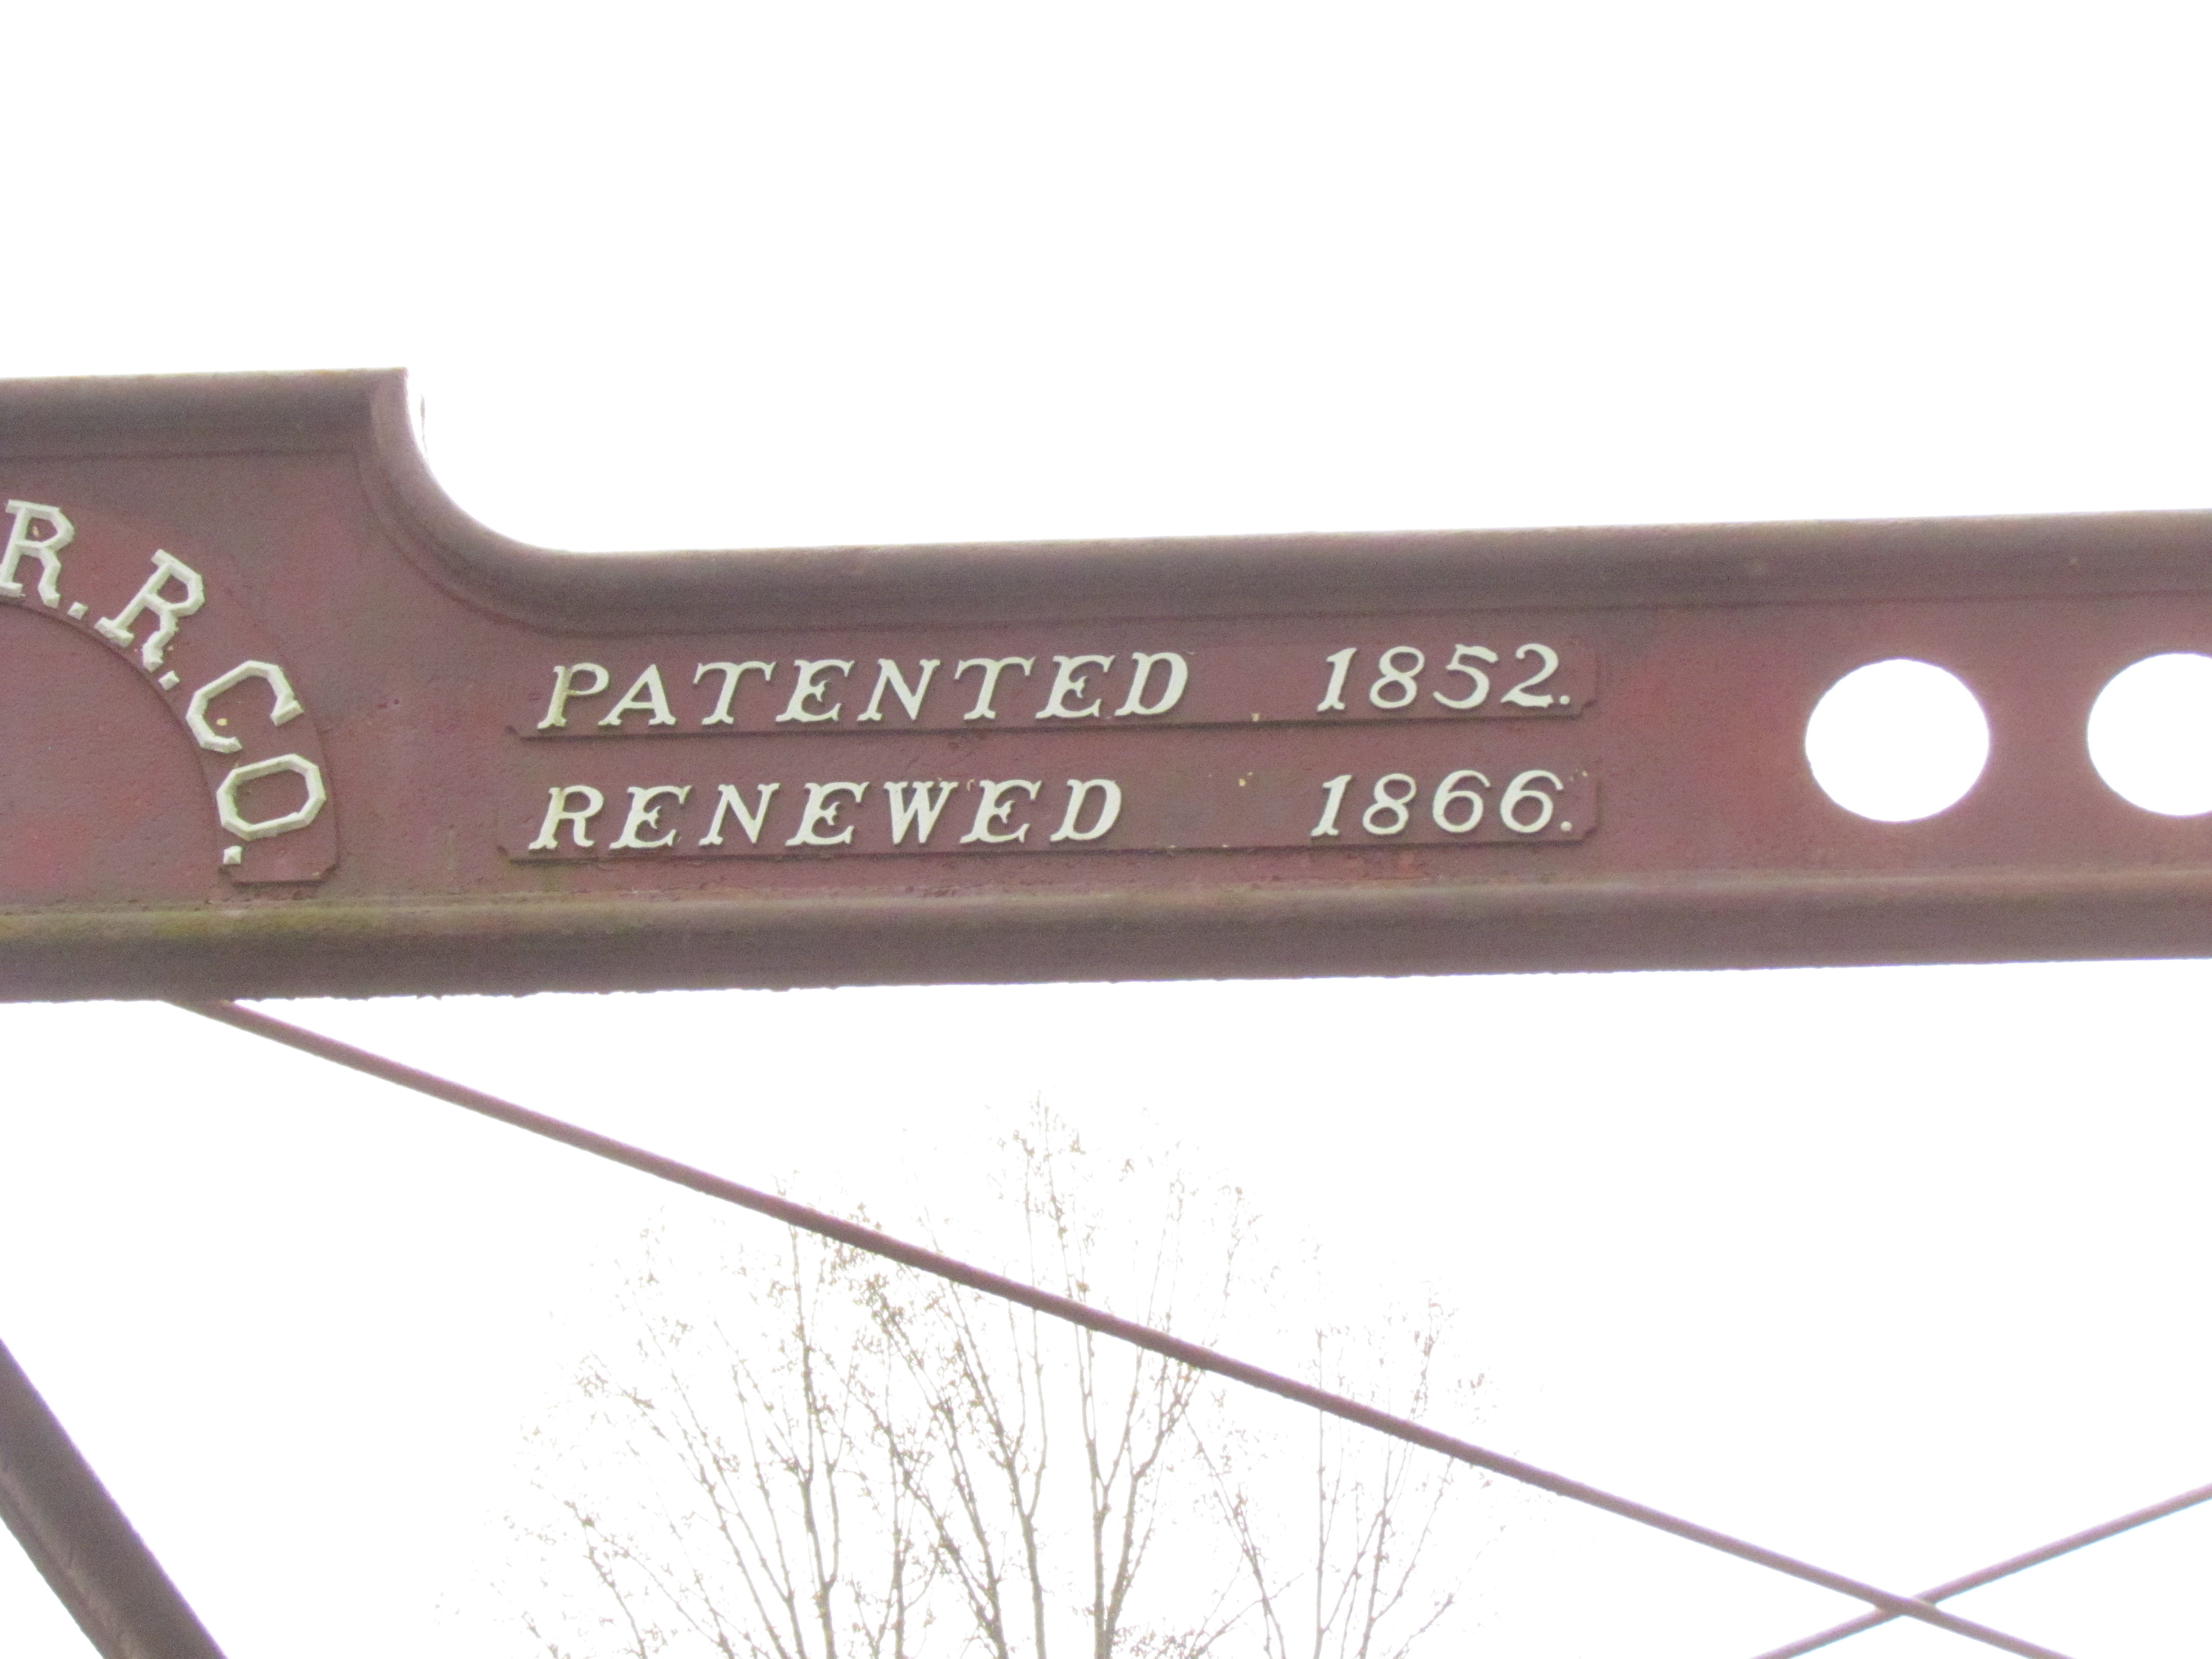 R.R.CO.
PATENTED 1852.
RENEWED 1866.